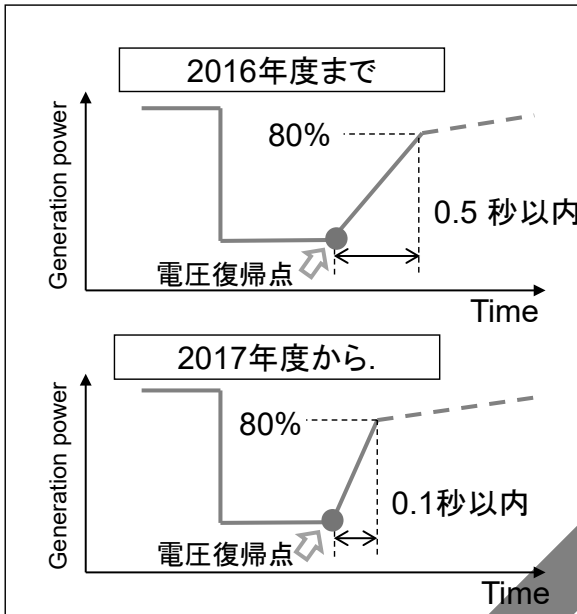 2016年度まで
Generation power
80%
0.5 秒以内
電圧復帰点
Time
2017年度から.
Generation power
80%
0.1秒以内
電圧復帰点
Time